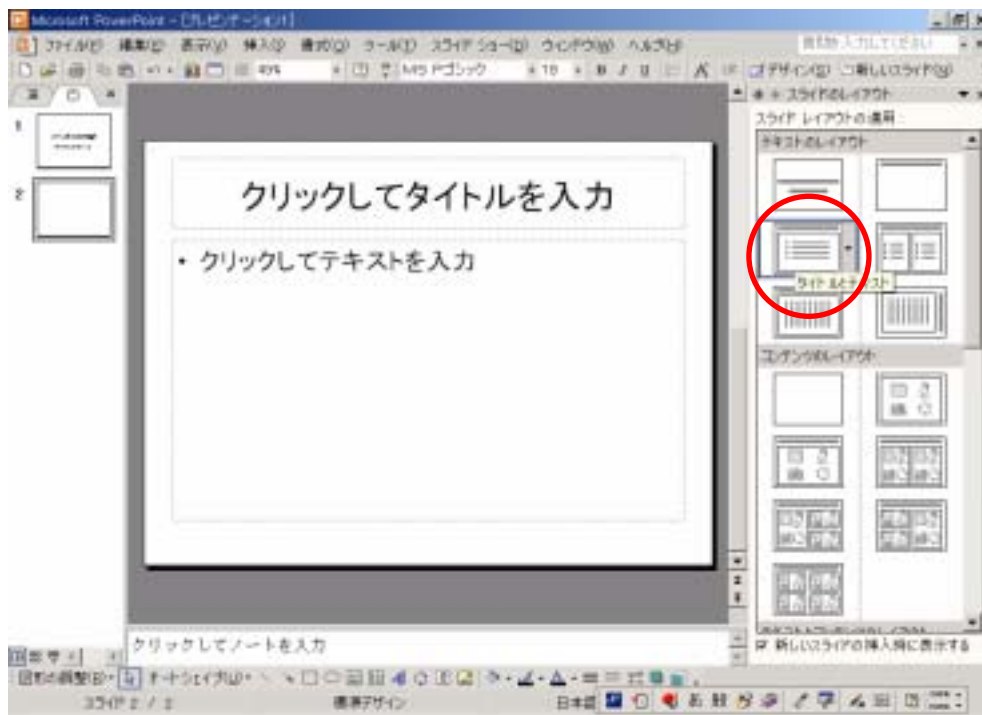 Microsoft PowerPoint - [プレゼンテーション1]
ファイル(F) 編集(E) 表示(V) 挿入(I) 書式(O) ツール(T) スライド ショー(D) ウィンドウ(W) ヘルプ(H)
49% MS Pゴシック 18 B I U デザイン(S) 新しいスライド(N)
スライドのレイアウト
スライド レイアウトの適用
テキストのレイアウト
1
2
クリックしてタイトルを入力
• クリックしてテキストを入力
タイトルとテキスト
コンテンツのレイアウト
クリックしてノートを入力
新しいスライドの挿入時に表示する
図形の調整(R) オートシェイプ(U)
スライド 2 / 2 標準デザイン 日本語